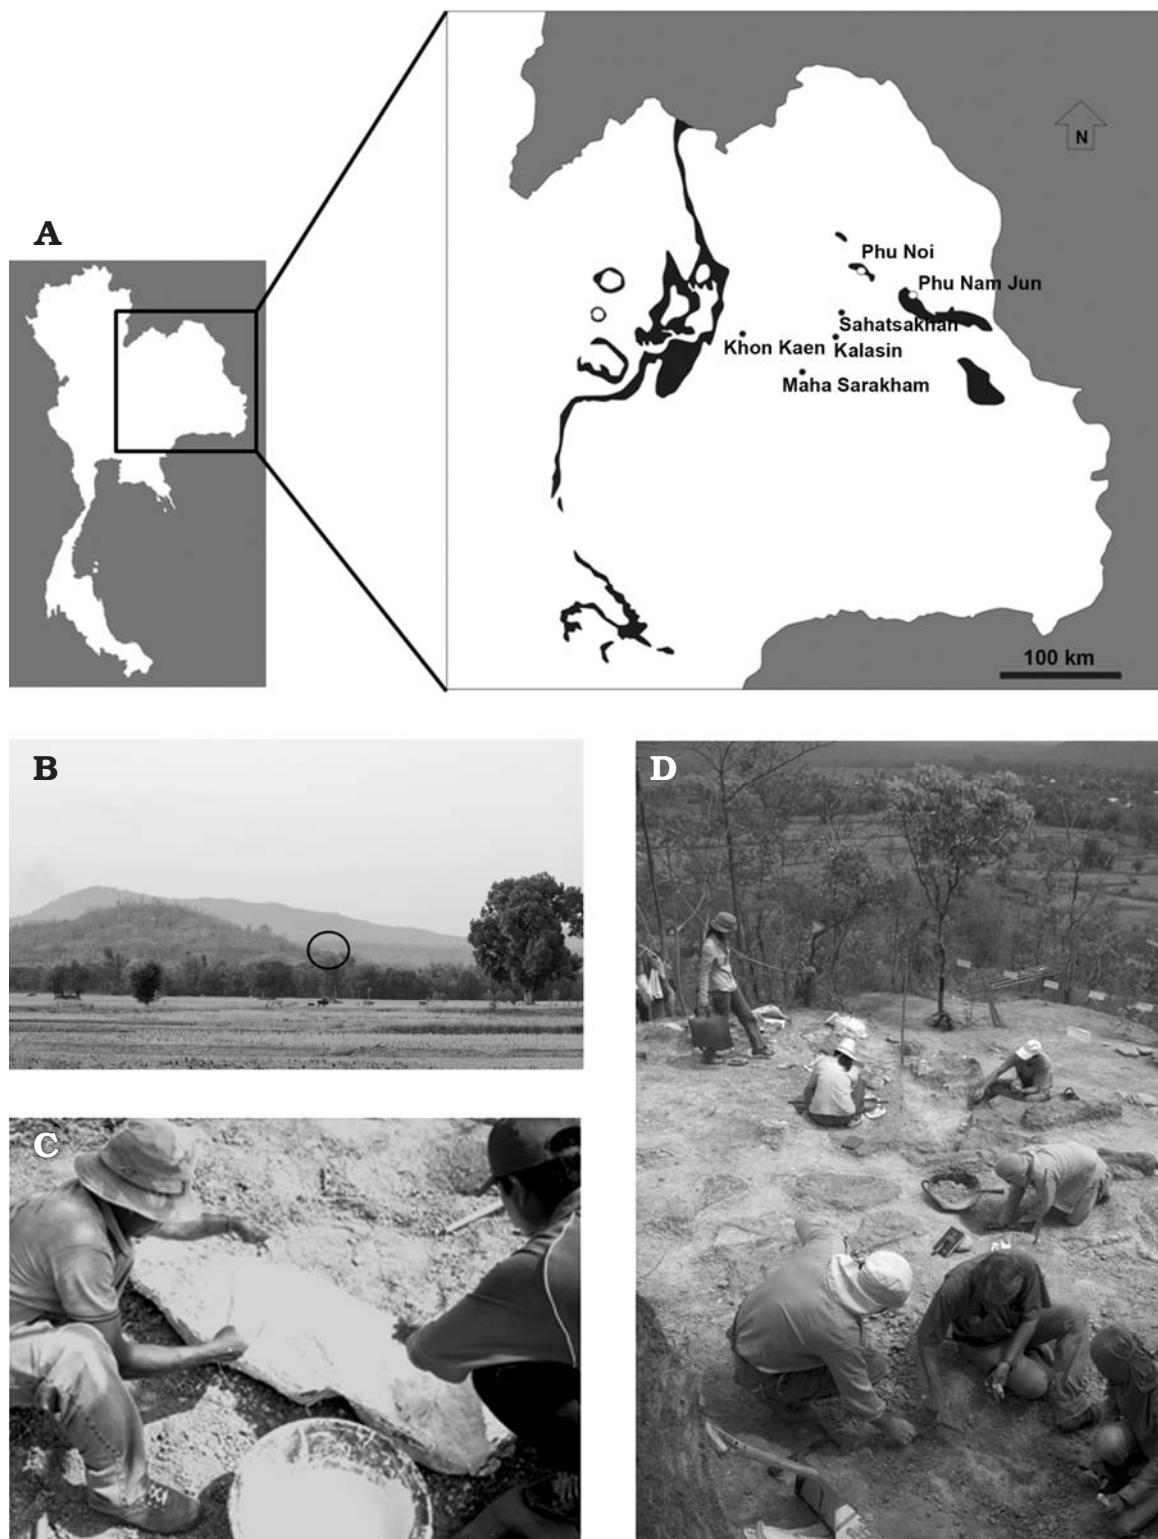 A
N
Phu Noi
Phu Nam Jun
Sahatsakhan
Khon Kaen
Kalasin
Maha Sarakham
100 km
B
D
C